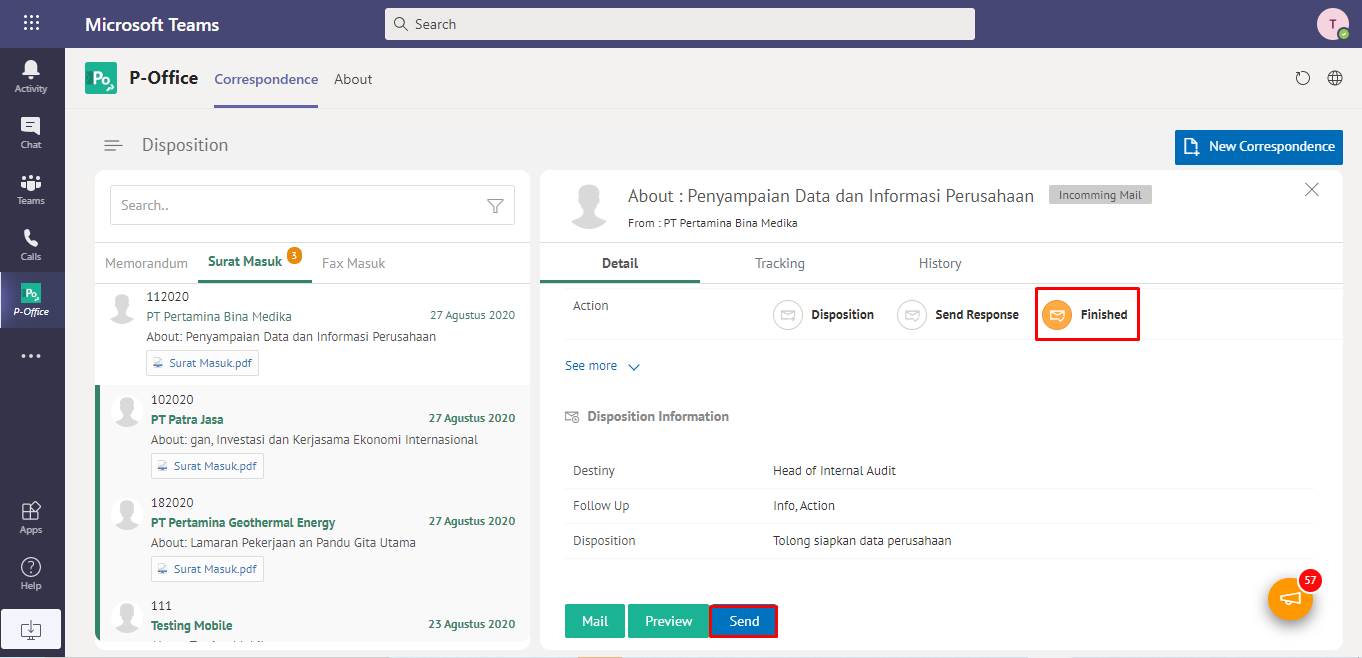 Microsoft Teams
Search
T
Activity
Chat
Teams
Calls
Po
P-Office
Apps
Help
Po
P-Office
Correspondence
About
Disposition
New Correspondence
Search..
Memorandum
Surat Masuk
3
Fax Masuk
112020
PT Pertamina Bina Medika
27 Agustus 2020
About: Penyampaian Data dan Informasi Perusahaan
Surat Masuk.pdf
102020
PT Patra Jasa
27 Agustus 2020
About: gan, Investasi dan Kerjasama Ekonomi Internasional
Surat Masuk.pdf
182020
PT Pertamina Geothermal Energy
27 Agustus 2020
About: Lamaran Pekerjaan an Pandu Gita Utama
Surat Masuk.pdf
111
Testing Mobile
23 Agustus 2020
About : Penyampaian Data dan Informasi Perusahaan
Incomming Mail
From : PT Pertamina Bina Medika
Detail
Tracking
History
Action
Disposition
Send Response
Finished
See more
Disposition Information
Destiny
Head of Internal Audit
Follow Up
Info, Action
Disposition
Tolong siapkan data perusahaan
Mail
Preview
Send
57